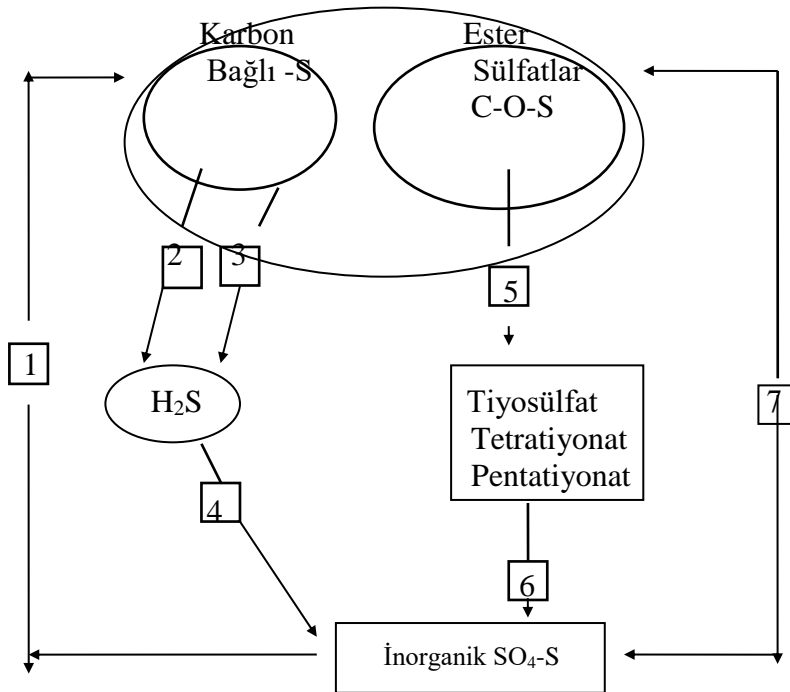 Karbon
Bağlı -S
Ester
Sülfatlar
C-O-S
2
3
5
1
H₂S
Tiyosülfat
Tetratiyonat
Pentatiyonat
7
4
6
İnorganik SO₄-S